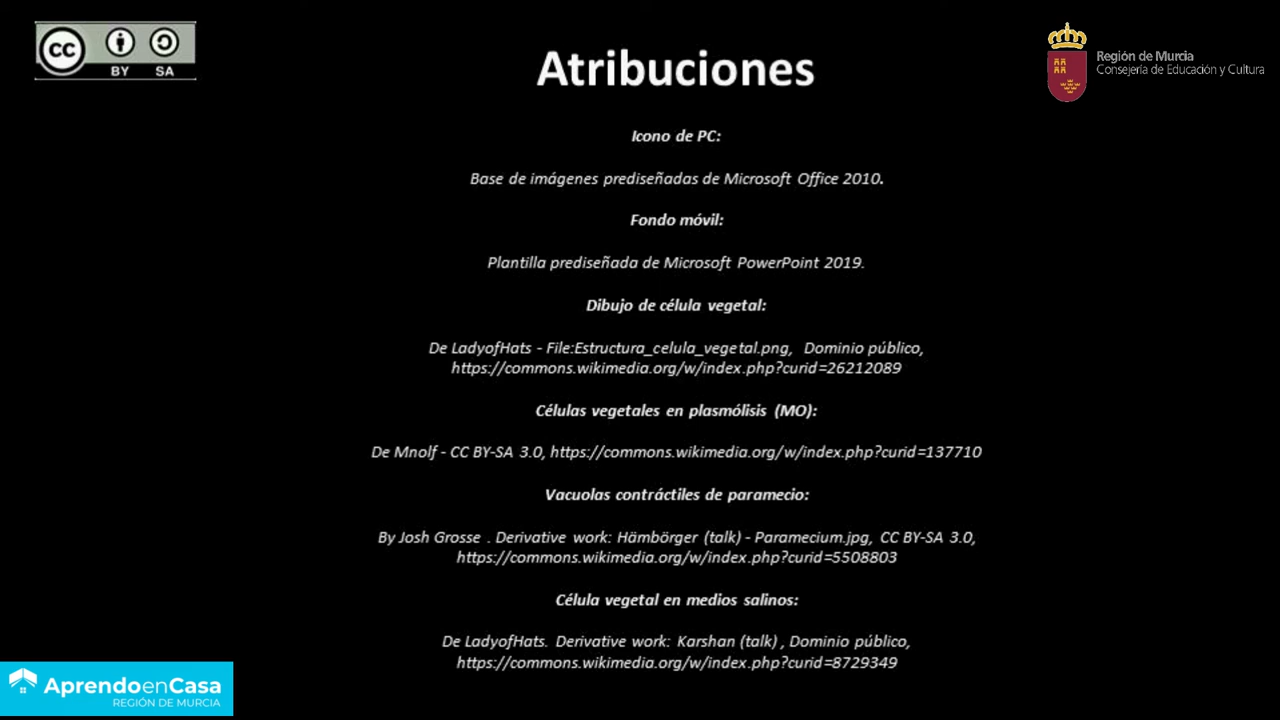 CC
BY SA
Atribuciones
Región de Murcia
Consejería de Educación y Cultura
Icono de PC:
Base de imágenes prediseñadas de Microsoft Office 2010.
Fondo móvil:
Plantilla prediseñada de Microsoft PowerPoint 2019.
Dibujo de célula vegetal:
De LadyofHats - File:Estructura_celula_vegetal.png, Dominio público,
https://commons.wikimedia.org/w/index.php?curid=26212089
Células vegetales en plasmólisis (MO):
De Mnolf - CC BY-SA 3.0, https://commons.wikimedia.org/w/index.php?curid=137710
Vacuolas contráctiles de paramecio:
By Josh Grosse . Derivative work: Hämbörger (talk) - Paramecium.jpg, CC BY-SA 3.0,
https://commons.wikimedia.org/w/index.php?curid=5508803
Célula vegetal en medios salinos:
De LadyofHats. Derivative work: Karshan (talk) , Dominio público,
https://commons.wikimedia.org/w/index.php?curid=8729349
AprendoenCasa
REGIÓN DE MURCIA